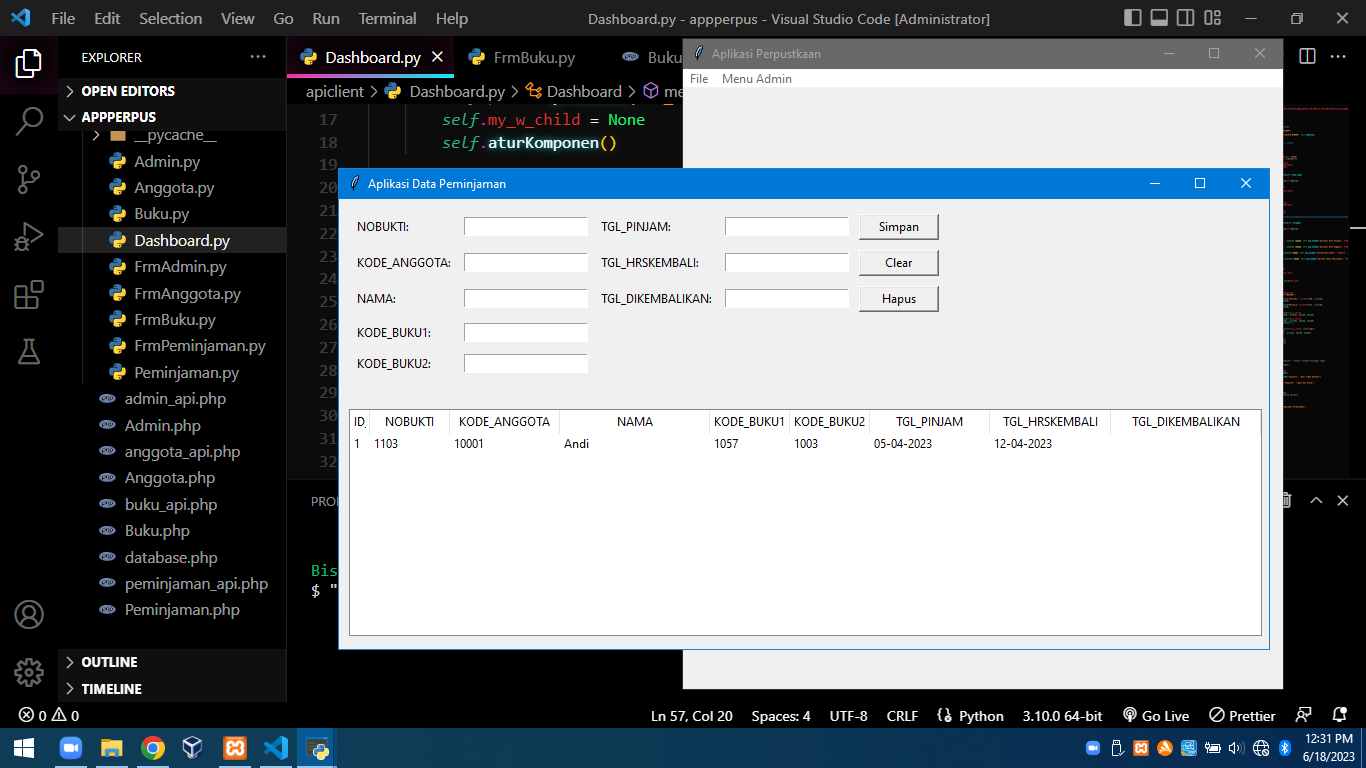 File Edit Selection View Go Run Terminal Help Dashboard.py - appperpus - Visual Studio Code [Administrator]
EXPLORER
OPEN EDITORS
APPPERPUS
__pycache__
Admin.py
Anggota.py
Buku.py
Dashboard.py
FrmAdmin.py
FrmAnggota.py
FrmBuku.py
FrmPeminjaman.py
Peminjaman.py
admin_api.php
Admin.php
anggota_api.php
Anggota.php
buku_api.php
Buku.php
database.php
peminjaman_api.php
Peminjaman.php
OUTLINE
TIMELINE
Dashboard.py FrmBuku.py Buku
apiclient > Dashboard.py > Dashboard > me
17 self.my_w_child = None
18 self.aturKomponen()
19
20
21
22
23
24
25
26
27
28
29
30
31
32
PRO
Bis
$ "
Aplikasi Perpustkaan
File Menu Admin
Aplikasi Data Peminjaman
NOBUKTI: TGL_PINJAM: Simpan
KODE_ANGGOTA: TGL_HRSKEMBALI: Clear
NAMA: TGL_DIKEMBALIKAN: Hapus
KODE_BUKU1:
KODE_BUKU2:
ID NOBUKTI KODE_ANGGOTA NAMA KODE_BUKU1 KODE_BUKU2 TGL_PINJAM TGL_HRSKEMBALI TGL_DIKEMBALIKAN
1 1103 10001 Andi 1057 1003 05-04-2023 12-04-2023
0 0 Ln 57, Col 20 Spaces: 4 UTF-8 CRLF Python 3.10.0 64-bit Go Live Prettier
12:31 PM
6/18/2023